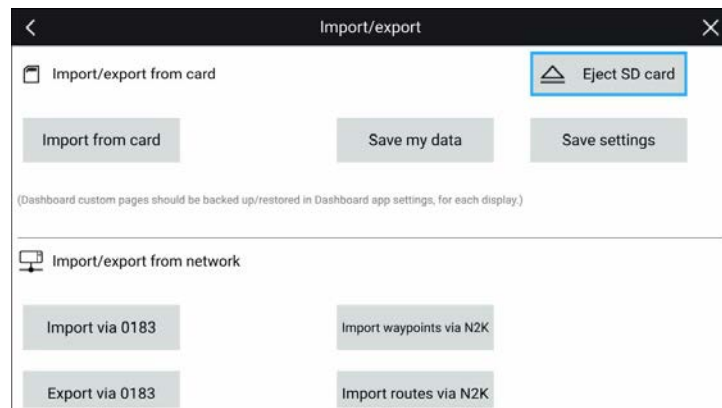 Import/export
Import/export from card
Eject SD card
Import from card
Save my data
Save settings
(Dashboard custom pages should be backed up/restored in Dashboard app settings, for each display.)
Import/export from network
Import via 0183
Import waypoints via N2K
Export via 0183
Import routes via N2K